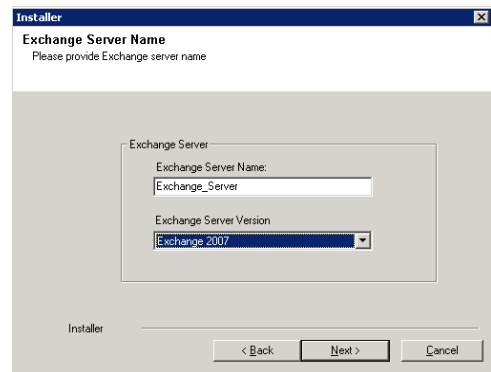 Installer
Exchange Server Name
Please provide Exchange server name
Exchange Server
Exchange Server Name:
Exchange_Server
Exchange Server Version
Exchange 2007
Installer
< Back
Next >
Cancel